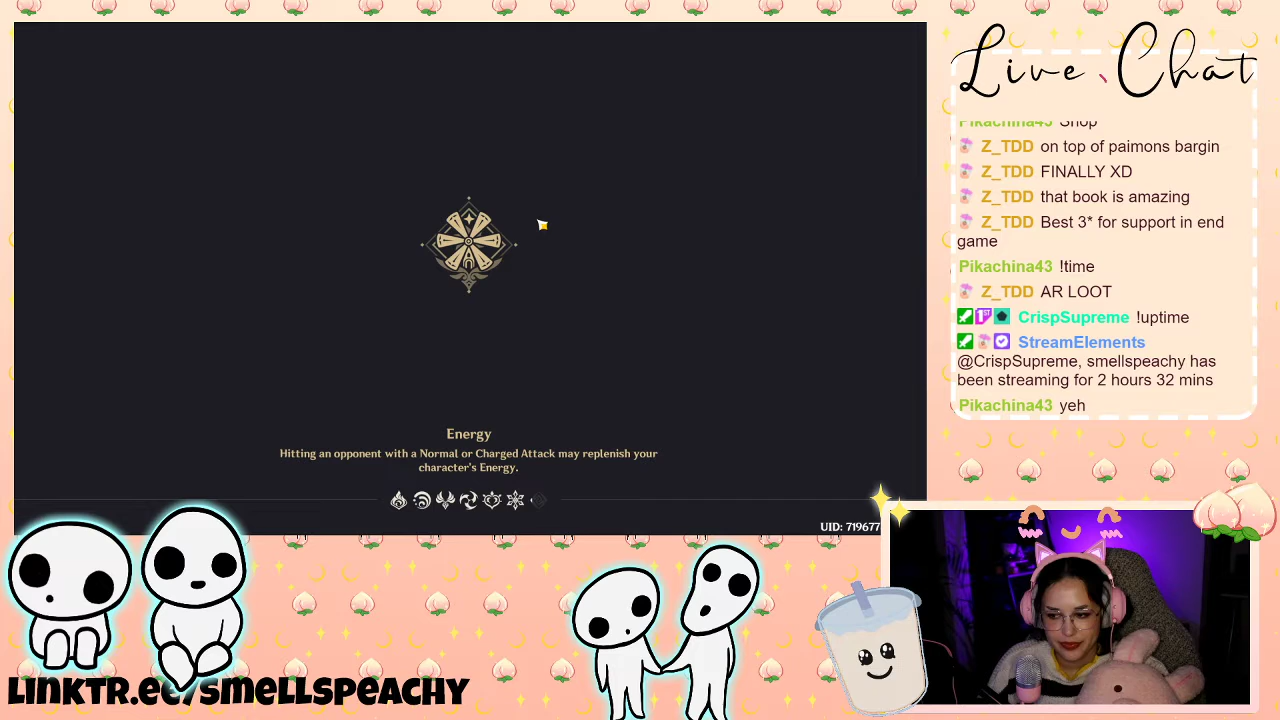 Live Chat
Pikachina43 Shop
Z_TDD on top of paimons bargin
Z_TDD FINALLY XD
Z_TDD that book is amazing
Z_TDD Best 3* for support in end
game
Pikachina43 !time
Z_TDD AR LOOT
CrispSupreme !uptime
StreamElements
@CrispSupreme, smellspeachy has
been streaming for 2 hours 32 mins
Pikachina43 yeh
Energy
Hitting an opponent with a Normal or Charged Attack may replenish your
character's Energy.
UID: 719677
linktr.ee/smellspeachy